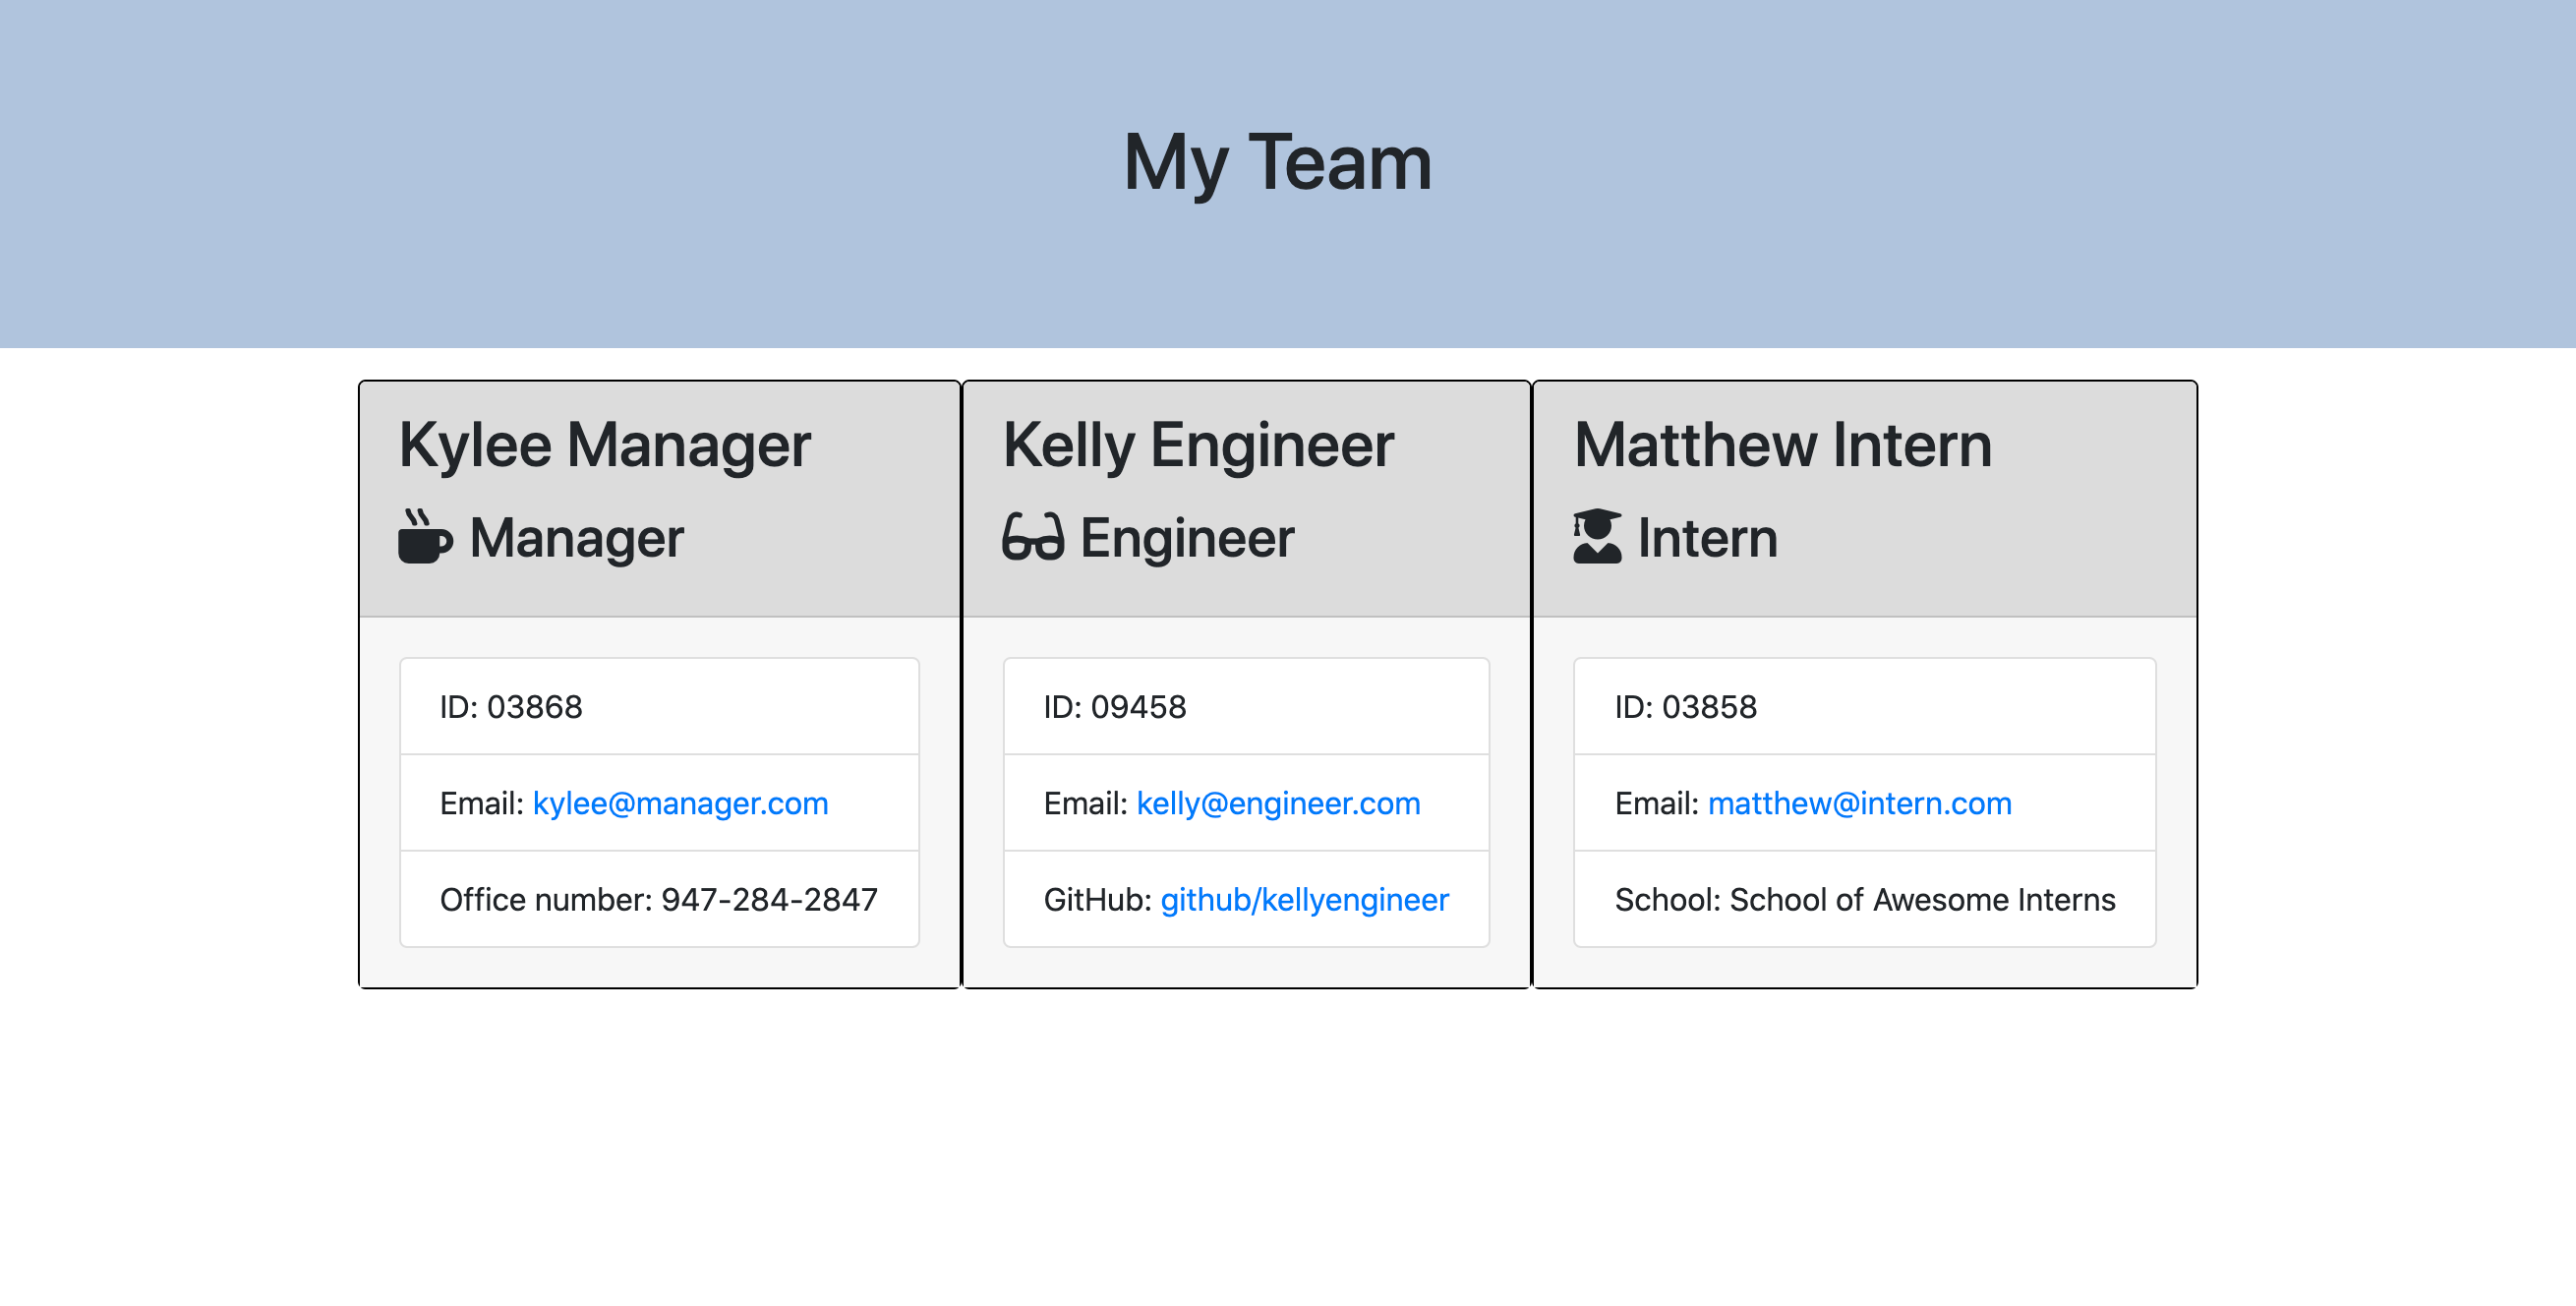 My Team
Kylee Manager
Manager
ID: 03868
Email: kylee@manager.com
Office number: 947-284-2847
Kelly Engineer
Engineer
ID: 09458
Email: kelly@engineer.com
GitHub: github/kellyengineer
Matthew Intern
Intern
ID: 03858
Email: matthew@intern.com
School: School of Awesome Interns